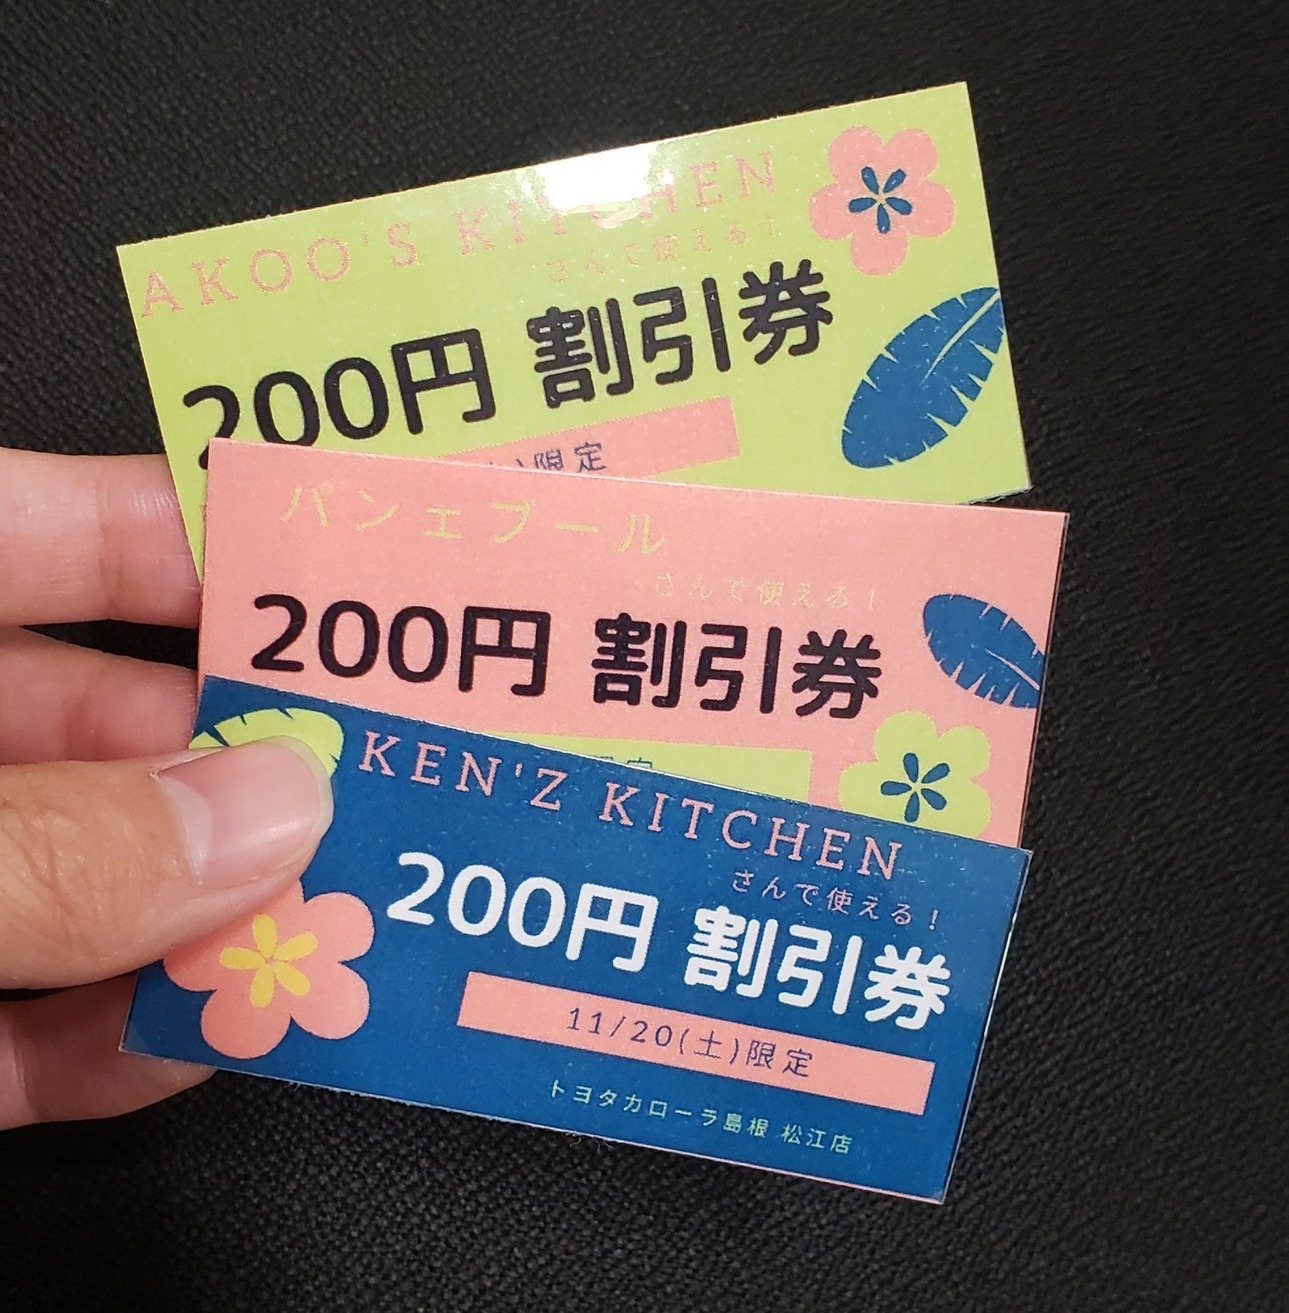 AKOO'S KITCHEN
さんで使える！
200円 割引券
)限定
パンエブール
さんで使える！
200円 割引券
KEN'Z KITCHEN
さんで使える！
200円 割引券
11/20(土)限定
トヨタカローラ島根 松江店